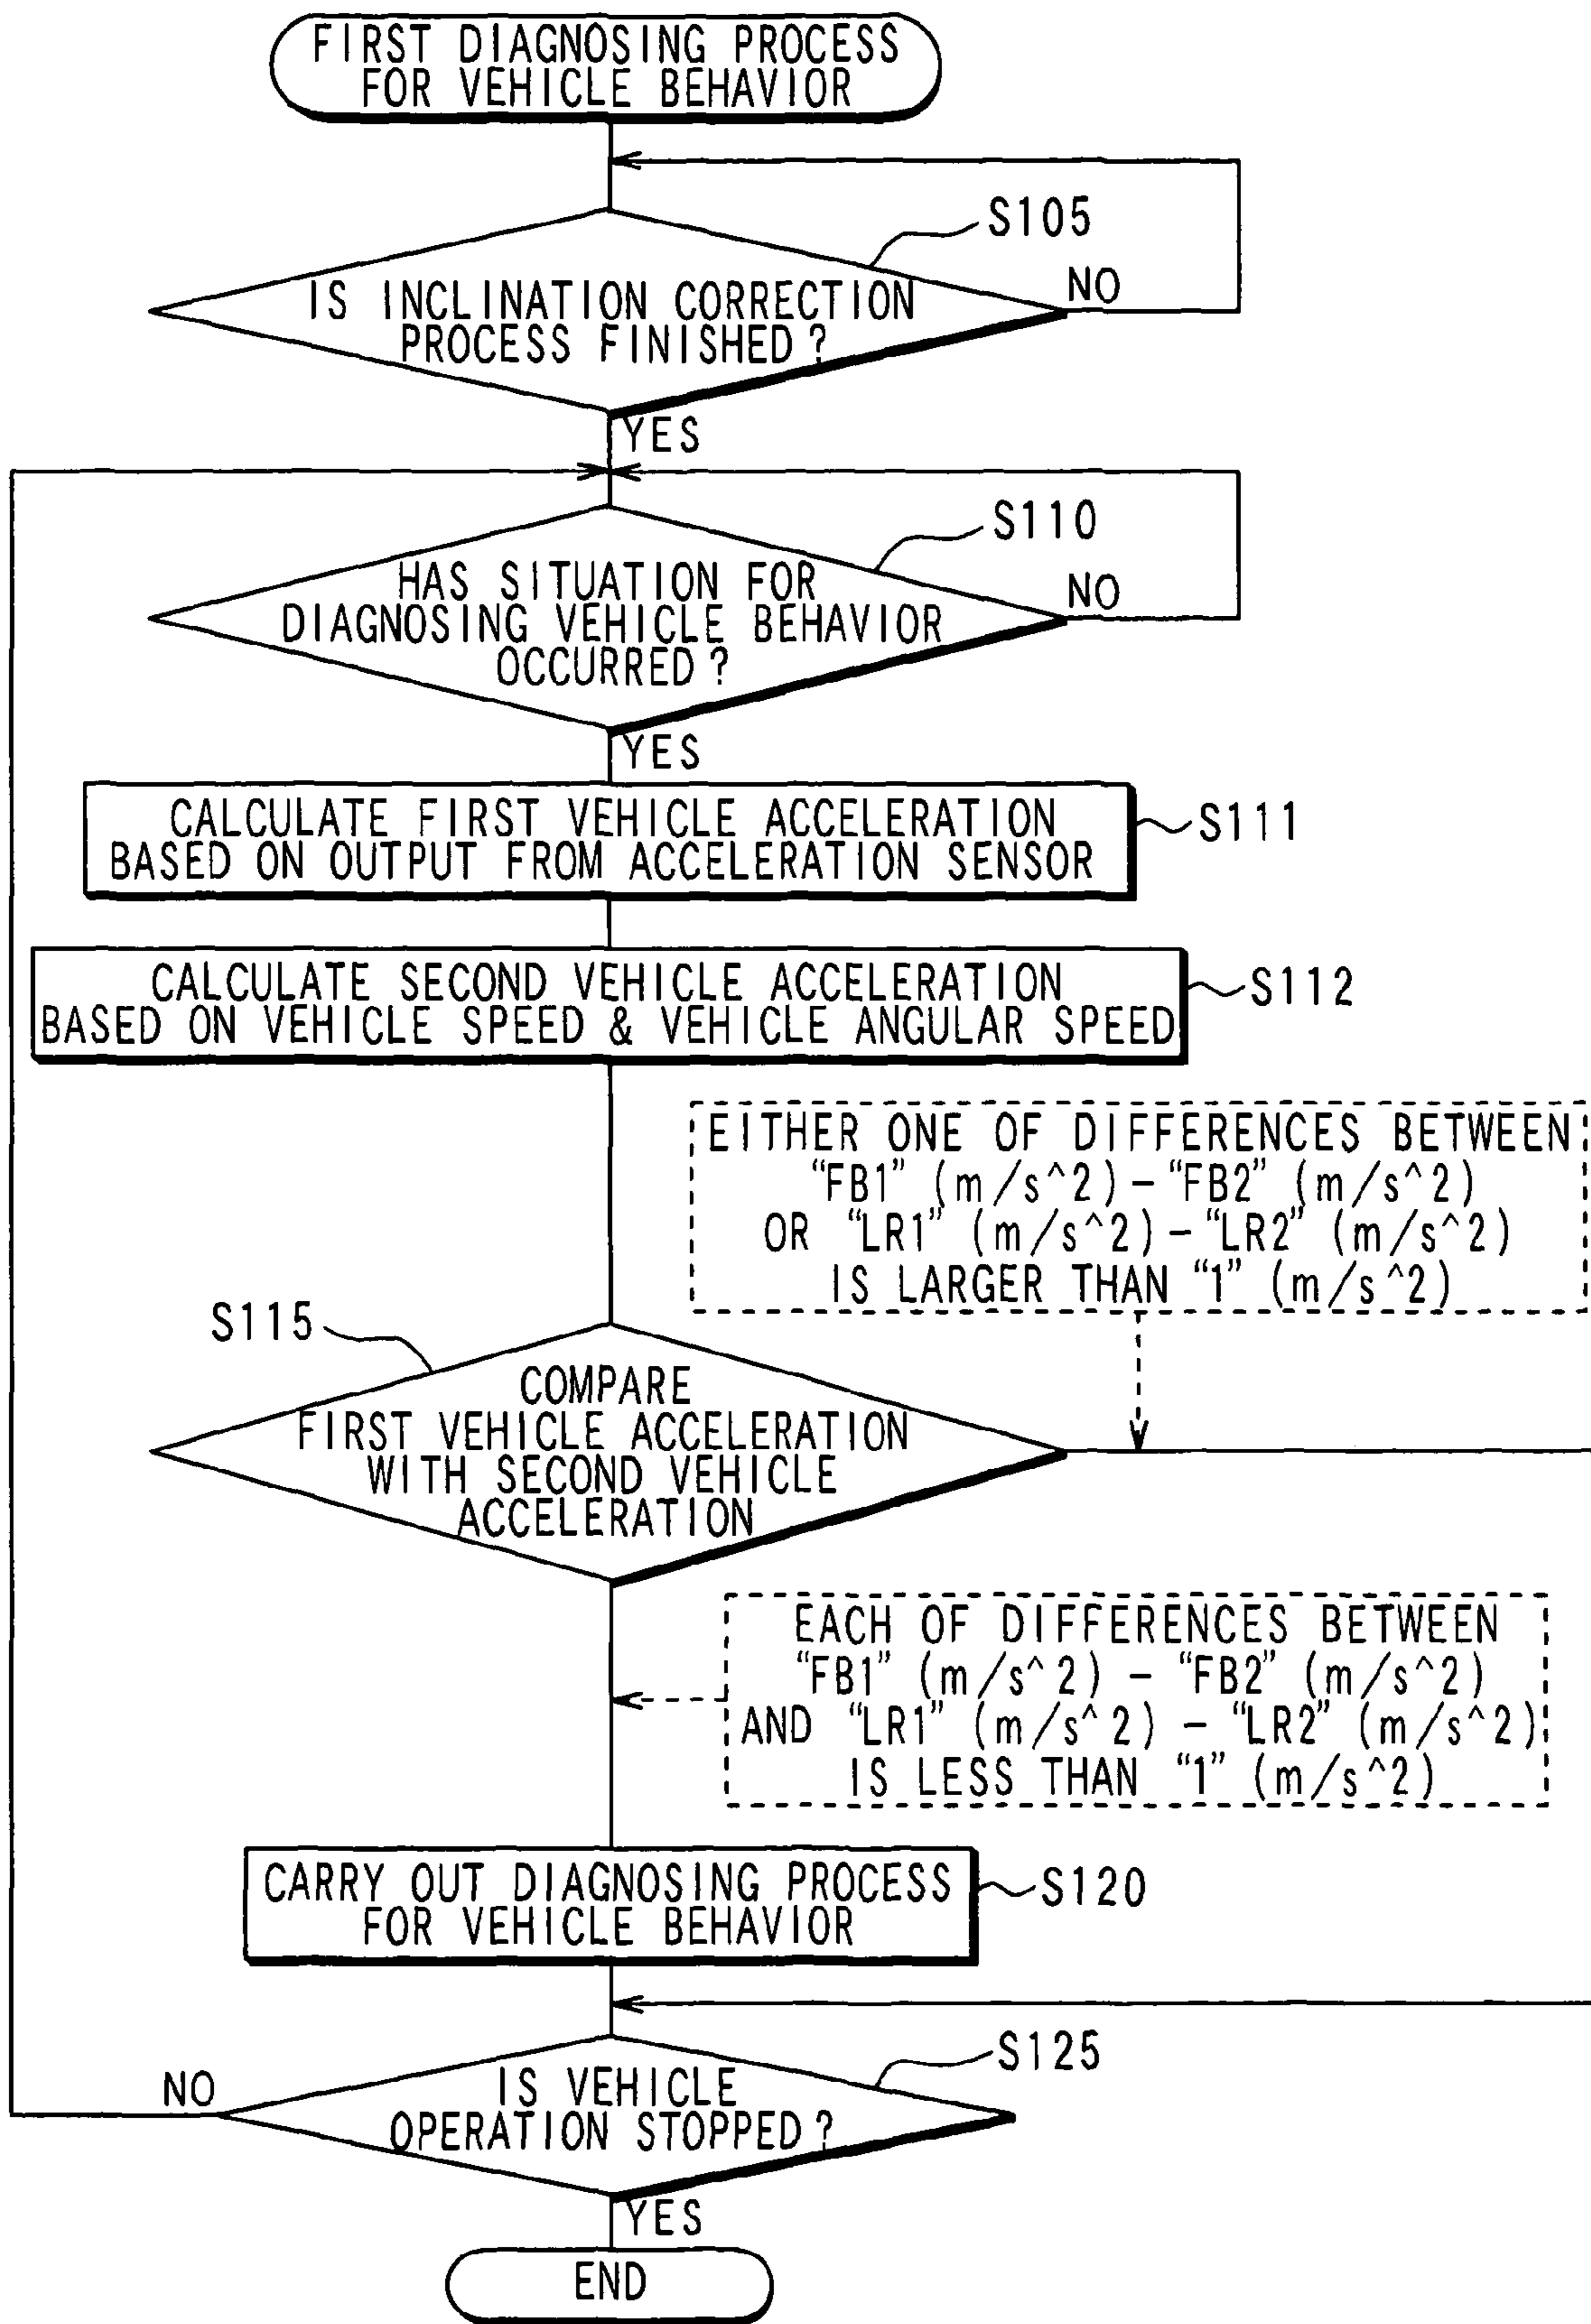 FIRST DIAGNOSING PROCESS
FOR VEHICLE BEHAVIOR
S105
IS INCLINATION CORRECTION
PROCESS FINISHED?
NO
YES
S110
HAS SITUATION FOR
DIAGNOSING VEHICLE BEHAVIOR
OCCURRED?
NO
YES
CALCULATE FIRST VEHICLE ACCELERATION
BASED ON OUTPUT FROM ACCELERATION SENSOR
S111
CALCULATE SECOND VEHICLE ACCELERATION
BASED ON VEHICLE SPEED & VEHICLE ANGULAR SPEED
S112
EITHER ONE OF DIFFERENCES BETWEEN
“FB1” (m/s^2)-“FB2” (m/s^2)
OR “LR1” (m/s^2)-“LR2” (m/s^2)
IS LARGER THAN “1” (m/s^2)
S115
COMPARE
FIRST VEHICLE ACCELERATION
WITH SECOND VEHICLE
ACCELERATION
EACH OF DIFFERENCES BETWEEN
“FB1” (m/s^2) - “FB2” (m/s^2)
AND “LR1” (m/s^2) - “LR2” (m/s^2)
IS LESS THAN “1” (m/s^2)
CARRY OUT DIAGNOSING PROCESS
FOR VEHICLE BEHAVIOR
S120
S125
NO
IS VEHICLE
OPERATION STOPPED?
YES
END